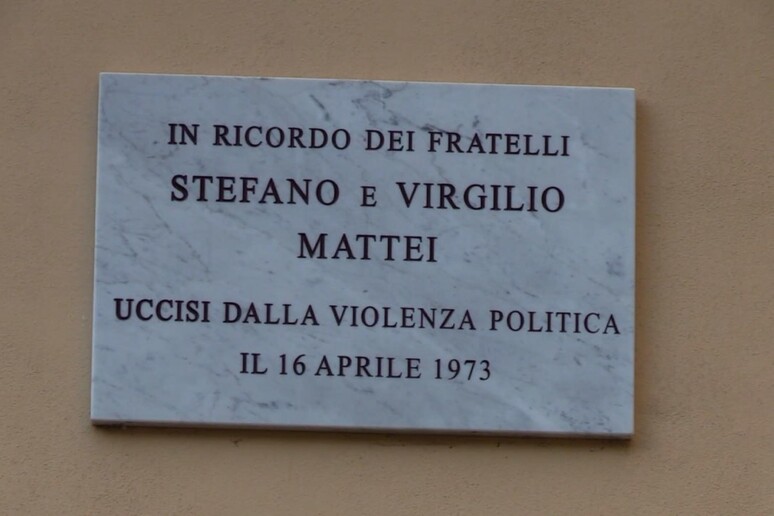 IN RICORDO DEI FRATELLI
STEFANO E VIRGILIO
MATTEI
UCCISI DALLA VIOLENZA POLITICA
IL 16 APRILE 1973